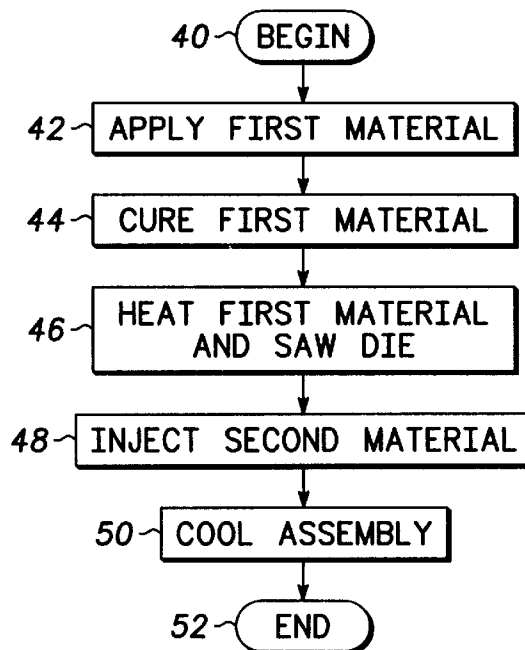 40 BEGIN
42 APPLY FIRST MATERIAL
44 CURE FIRST MATERIAL
46 HEAT FIRST MATERIAL
AND SAW DIE
48 INJECT SECOND MATERIAL
50 COOL ASSEMBLY
52 END